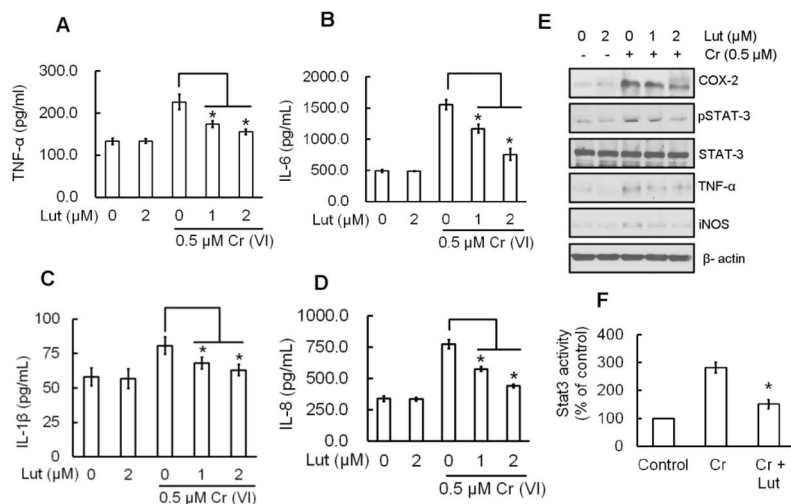 A
TNF-α (pg/ml)
300.0
250.0
200.0
150.0
100.0
50.0
0.0
* *
Lut (µM) 0 2 0 1 2
0.5 µM Cr (VI)
B
IL-6 (pg/mL)
2000.0
1500.0
1000.0
500.0
0.0
* *
Lut (µM) 0 2 0 1 2
0.5 µM Cr (VI)
E
0 2 0 1 2 Lut (µM)
- - + + + Cr (0.5 µM)
COX-2
pSTAT-3
STAT-3
TNF-α
iNOS
β- actin
C
IL-1β (pg/mL)
100
75
50
25
0
* *
Lut (µM) 0 2 0 1 2
0.5 µM Cr (VI)
D
IL-8 (pg/mL)
1000.0
750.0
500.0
250.0
0.0
* *
Lut (µM) 0 2 0 1 2
0.5 µM Cr (VI)
F
Stat3 activity
(% of control)
400
300
200
100
0
*
Control Cr Cr +
Lut